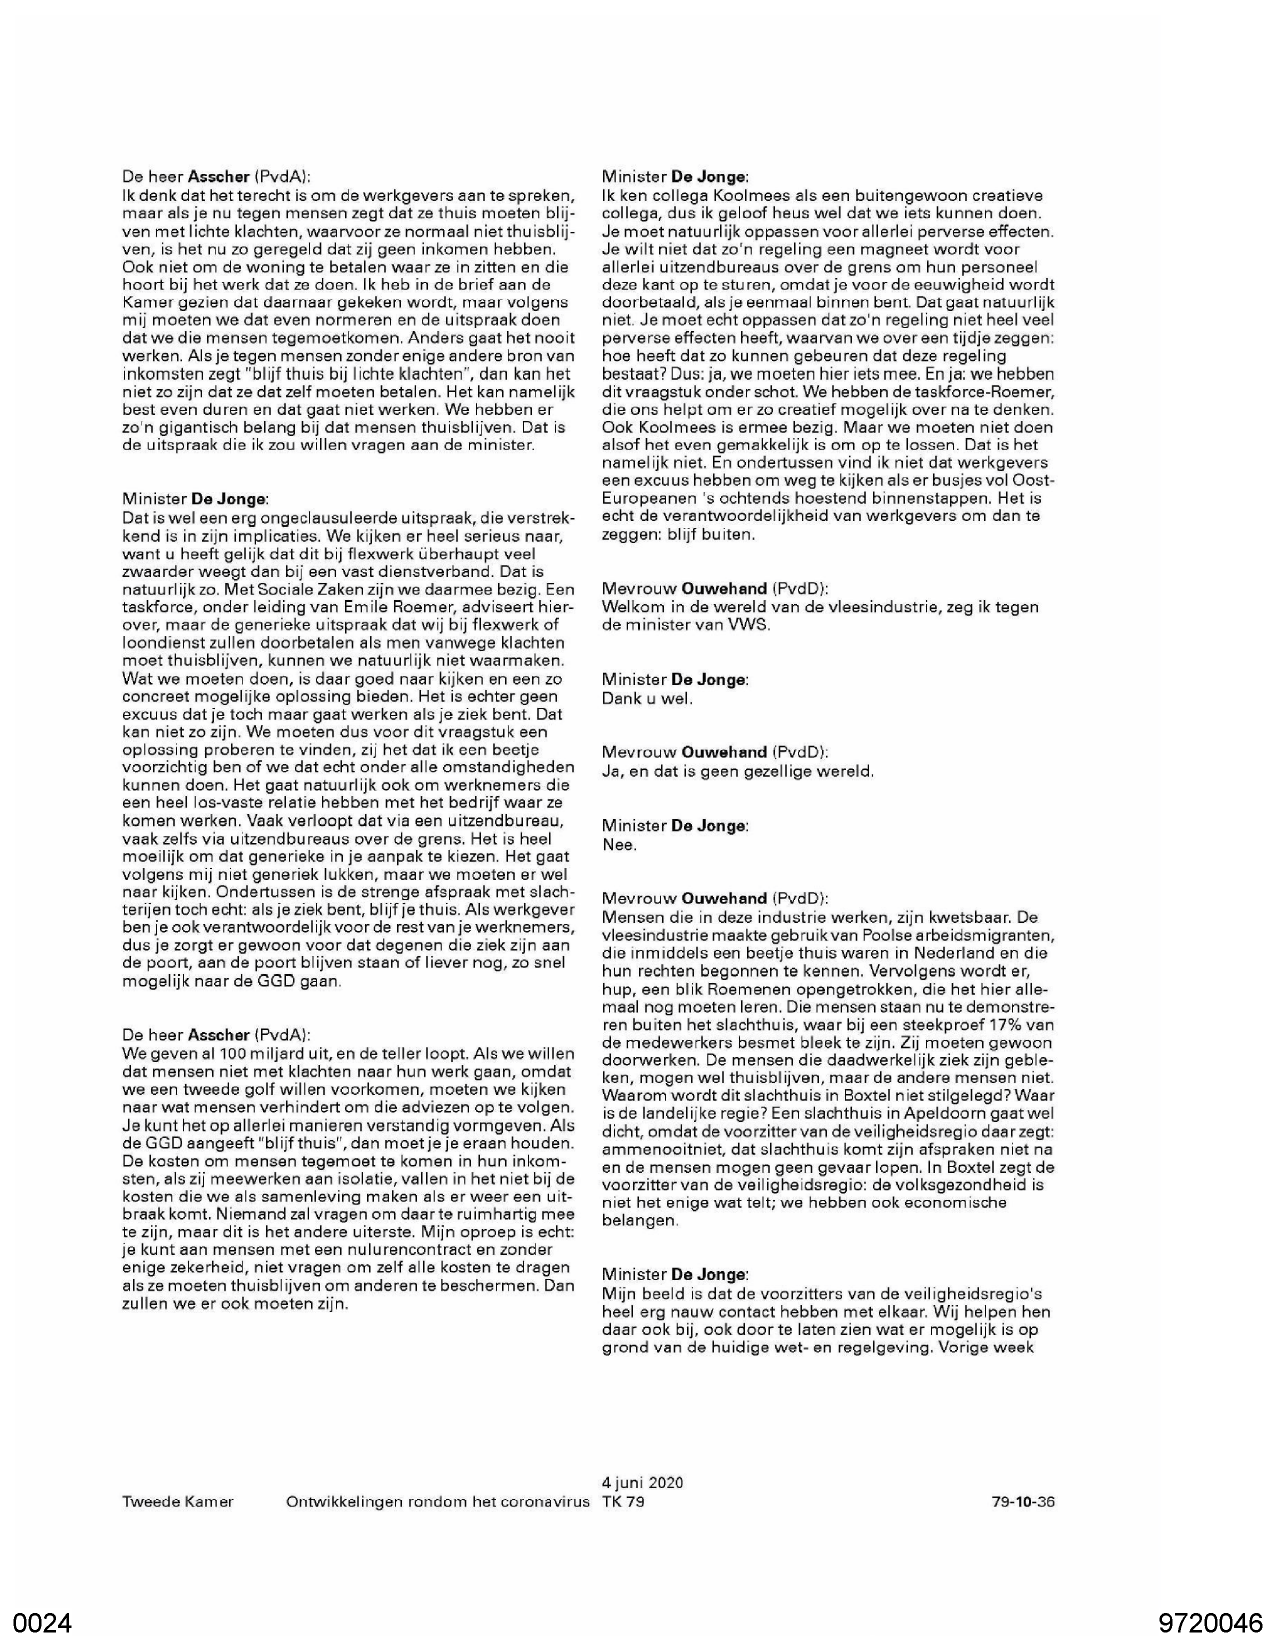 De heer Asscher (PvdA):
Ik denk dat het terecht is om de werkgevers aan te spreken,
maar als je nu tegen mensen zegt dat ze thuis moeten blij-
ven met lichte klachten, waarvoor ze normaal niet thuisblij-
ven, is het nu zo geregeld dat zij geen inkomen hebben.
Ook niet om de woning te betalen waar ze in zitten en die
hoort bij het werk dat ze doen. Ik heb in de brief aan de
Kamer gezien dat daarnaar gekeken wordt, maar volgens
mij moeten we dat even normeren en de uitspraak doen
dat we die mensen tegemoetkomen. Anders gaat het nooit
werken. Als je tegen mensen zonder enige andere bron van
inkomsten zegt "blijf thuis bij lichte klachten", dan kan het
niet zo zijn dat ze dat zelf moeten betalen. Het kan namelijk
best even duren en dat gaat niet werken. We hebben er
zo'n gigantisch belang bij dat mensen thuisblijven. Dat is
de uitspraak die ik zou willen vragen aan de minister.
Minister De Jonge:
Dat is wel een erg ongeclausuleerde uitspraak, die verstrek-
kend is in zijn implicaties. We kijken er heel serieus naar,
want u heeft gelijk dat dit bij flexwerk überhaupt veel
zwaarder weegt dan bij een vast dienstverband. Dat is
natuurlijk zo. Met Sociale Zaken zijn we daarmee bezig. Een
taskforce, onder leiding van Emile Roemer, adviseert hier-
over, maar de generieke uitspraak dat wij bij flexwerk of
loondienst zullen doorbetalen als men vanwege klachten
moet thuisblijven, kunnen we natuurlijk niet waarmaken.
Wat we moeten doen, is daar goed naar kijken en een zo
concreet mogelijke oplossing bieden. Het is echter geen
excuus dat je toch maar gaat werken als je ziek bent. Dat
kan niet zo zijn. We moeten dus voor dit vraagstuk een
oplossing proberen te vinden, zij het dat ik een beetje
voorzichtig ben of we dat echt onder alle omstandigheden
kunnen doen. Het gaat natuurlijk ook om werknemers die
een heel los-vaste relatie hebben met het bedrijf waar ze
komen werken. Vaak verloopt dat via een uitzendbureau,
vaak zelfs via uitzendbureaus over de grens. Het is heel
moeilijk om dat generieke in je aanpak te kiezen. Het gaat
volgens mij niet generiek lukken, maar we moeten er wel
naar kijken. Ondertussen is de strenge afspraak met slach-
terijen toch echt: als je ziek bent, blijf je thuis. Als werkgever
ben je ook verantwoordelijk voor de rest van je werknemers,
dus je zorgt er gewoon voor dat degenen die ziek zijn aan
de poort, aan de poort blijven staan of liever nog, zo snel
mogelijk naar de GGD gaan.
De heer Asscher (PvdA):
We geven al 100 miljard uit, en de teller loopt. Als we willen
dat mensen niet met klachten naar hun werk gaan, omdat
we een tweede golf willen voorkomen, moeten we kijken
naar wat mensen verhindert om die adviezen op te volgen.
Je kunt het op allerlei manieren verstandig vormgeven. Als
de GGD aangeeft "blijf thuis", dan moet je je eraan houden.
De kosten om mensen tegemoet te komen in hun inkom-
sten, als zij meewerken aan isolatie, vallen in het niet bij de
kosten die we als samenleving maken als er weer een uit-
braak komt. Niemand zal vragen om daar te ruimhartig mee
te zijn, maar dit is het andere uiterste. Mijn oproep is echt:
je kunt aan mensen met een nulurencontract en zonder
enige zekerheid, niet vragen om zelf alle kosten te dragen
als ze moeten thuisblijven om anderen te beschermen. Dan
zullen we er ook moeten zijn.
Minister De Jonge:
Ik ken collega Koolmees als een buitengewoon creatieve
collega, dus ik geloof heus wel dat we iets kunnen doen.
Je moet natuurlijk oppassen voor allerlei perverse effecten.
Je wilt niet dat zo'n regeling een magneet wordt voor
allerlei uitzendbureaus over de grens om hun personeel
deze kant op te sturen, omdat je voor de eeuwigheid wordt
doorbetaald, als je eenmaal binnen bent. Dat gaat natuurlijk
niet. Je moet echt oppassen dat zo'n regeling niet heel veel
perverse effecten heeft, waarvan we over een tijdje zeggen:
hoe heeft dat zo kunnen gebeuren dat deze regeling
bestaat? Dus: ja, we moeten hier iets mee. En ja: we hebben
dit vraagstuk onder schot. We hebben de taskforce-Roemer,
die ons helpt om er zo creatief mogelijk over na te denken.
Ook Koolmees is ermee bezig. Maar we moeten niet doen
alsof het even gemakkelijk is om op te lossen. Dat is het
namelijk niet. En ondertussen vind ik niet dat werkgevers
een excuus hebben om weg te kijken als er busjes vol Oost-
Europeanen 's ochtends hoestend binnenstappen. Het is
echt de verantwoordelijkheid van werkgevers om dan te
zeggen: blijf buiten.
Mevrouw Ouwehand (PvdD):
Welkom in de wereld van de vleesindustrie, zeg ik tegen
de minister van VWS.
Minister De Jonge:
Dank u wel.
Mevrouw Ouwehand (PvdD):
Ja, en dat is geen gezellige wereld.
Minister De Jonge:
Nee.
Mevrouw Ouwehand (PvdD):
Mensen die in deze industrie werken, zijn kwetsbaar. De
vleesindustrie maakte gebruik van Poolse arbeidsmigranten,
die inmiddels een beetje thuis waren in Nederland en die
hun rechten begonnen te kennen. Vervolgens wordt er,
hup, een blik Roemenen opengetrokken, die het hier alle-
maal nog moeten leren. Die mensen staan nu te demonstre-
ren buiten het slachthuis, waar bij een steekproef 17% van
de medewerkers besmet bleek te zijn. Zij moeten gewoon
doorwerken. De mensen die daadwerkelijk ziek zijn geble-
ken, mogen wel thuisblijven, maar de andere mensen niet.
Waarom wordt dit slachthuis in Boxtel niet stilgelegd? Waar
is de landelijke regie? Een slachthuis in Apeldoorn gaat wel
dicht, omdat de voorzitter van de veiligheidsregio daar zegt:
ammenooitniet, dat slachthuis komt zijn afspraken niet na
en de mensen mogen geen gevaar lopen. In Boxtel zegt de
voorzitter van de veiligheidsregio: de volksgezondheid is
niet het enige wat telt; we hebben ook economische
belangen.
Minister De Jonge:
Mijn beeld is dat de voorzitters van de veiligheidsregio's
heel erg nauw contact hebben met elkaar. Wij helpen hen
daar ook bij, ook door te laten zien wat er mogelijk is op
grond van de huidige wet- en regelgeving. Vorige week
4 juni 2020
Tweede Kamer Ontwikkelingen rondom het coronavirus TK 79 79-10-36
0024 9720046